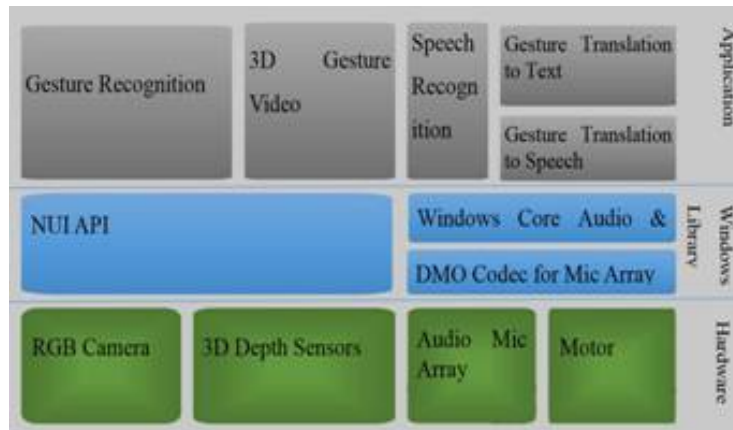 Gesture Recognition
3D Gesture
Video
Speech
Recogn
ition
Gesture Translation
to Text
Gesture Translation
to Speech
Application
NUI API
Windows Core Audio &
DMO Codec for Mic Array
Windows
Library
RGB Camera
3D Depth Sensors
Audio Mic
Array
Motor
Hardware